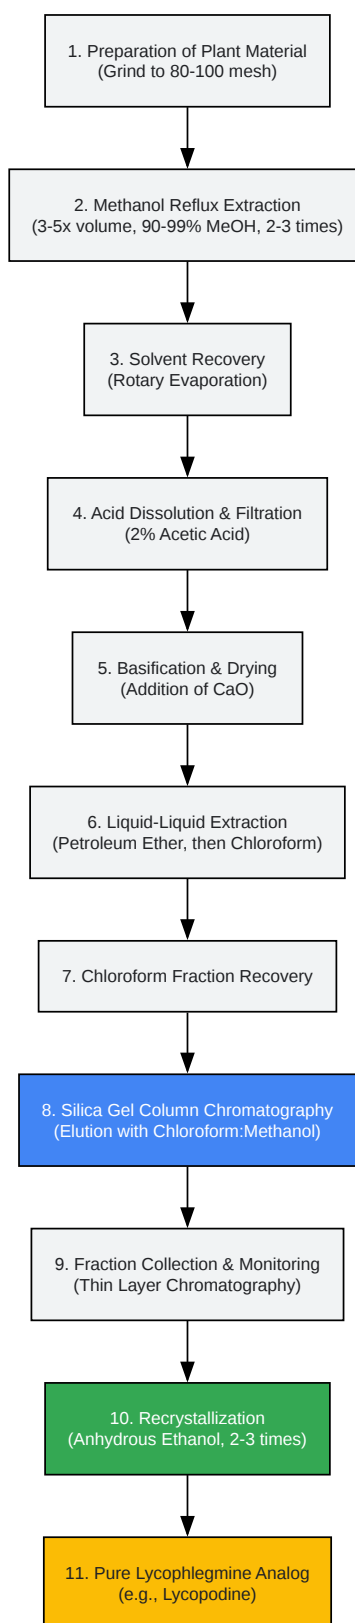 1. Preparation of Plant Material
(Grind to 80-100 mesh)
2. Methanol Reflux Extraction
(3-5x volume, 90-99% MeOH, 2-3 times)
3. Solvent Recovery
(Rotary Evaporation)
4. Acid Dissolution & Filtration
(2% Acetic Acid)
5. Basification & Drying
(Addition of CaO)
6. Liquid-Liquid Extraction
(Petroleum Ether, then Chloroform)
7. Chloroform Fraction Recovery
8. Silica Gel Column Chromatography
(Elution with Chloroform:Methanol)
9. Fraction Collection & Monitoring
(Thin Layer Chromatography)
10. Recrystallization
(Anhydrous Ethanol, 2-3 times)
11. Pure Lycophlegmine Analog
(e.g., Lycopodine)